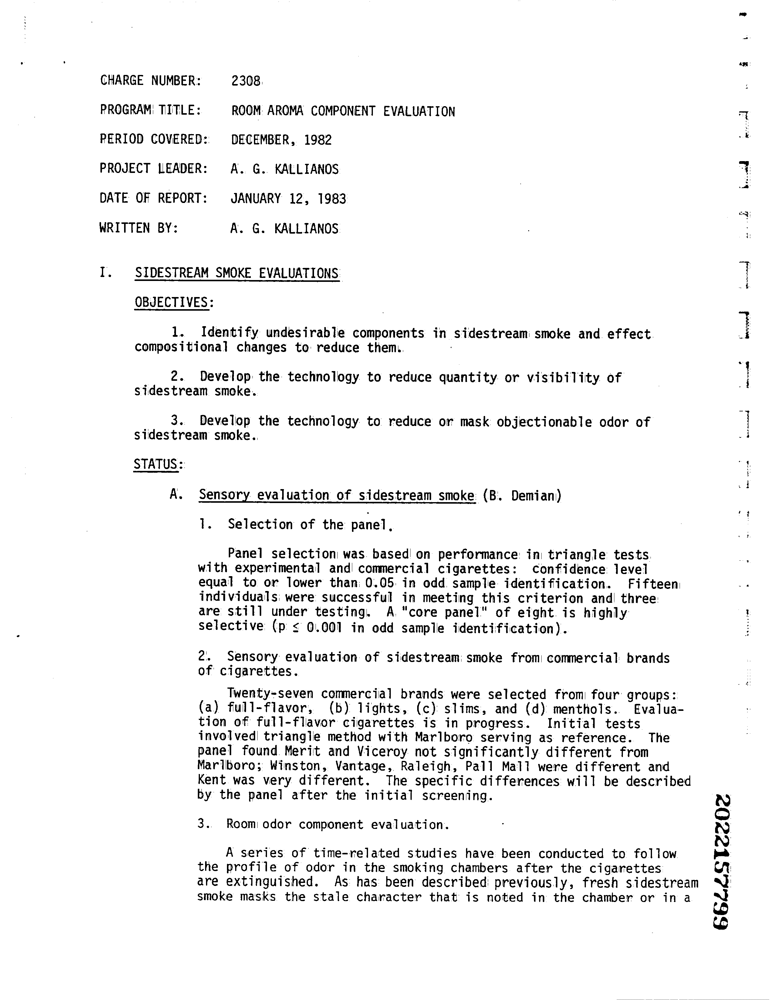 CHARGE NUMBER: 2308
PROGRAM TITLE: ROOM AROMA COMPONENT EVALUATION
PERIOD COVERED: DECEMBER, 1982
PROJECT LEADER: A. G. KALLIANOS
DATE OF REPORT: JANUARY 12, 1983
WRITTEN BY: A. G. KALLIANOS
I. SIDESTREAM SMOKE EVALUATIONS
OBJECTIVES:
1. Identify undesirable components in sidestream smoke and effect
compositional changes to reduce them.
2. Develop the technology to reduce quantity or visibility of
sidestream smoke.
3. Develop the technology to reduce or mask objectionable odor of
sidestream smoke.
STATUS:
A. Sensory evaluation of sidestream smoke (B. Demian)
1. Selection of the panel.
Panel selection was based on performance in triangle tests
with experimental and commercial cigarettes: confidence level
equal to or lower than 0.05 in odd sample identification. Fifteen
individuals were successful in meeting this criterion and three
are still under testing. A "core panel" of eight is highly
selective (p ≤ 0.001 in odd sample identification).
2. Sensory evaluation of sidestream smoke from commercial brands
of cigarettes.
Twenty-seven commercial brands were selected from four groups:
(a) full-flavor, (b) lights, (c) slims, and (d) menthols. Evalua-
tion of full-flavor cigarettes is in progress. Initial tests
involved triangle method with Marlboro serving as reference. The
panel found Merit and Viceroy not significantly different from
Marlboro; Winston, Vantage, Raleigh, Pall Mall were different and
Kent was very different. The specific differences will be described
by the panel after the initial screening.
3. Room odor component evaluation.
A series of time-related studies have been conducted to follow
the profile of odor in the smoking chambers after the cigarettes
are extinguished. As has been described previously, fresh sidestream
smoke masks the stale character that is noted in the chamber or in a
2022157799